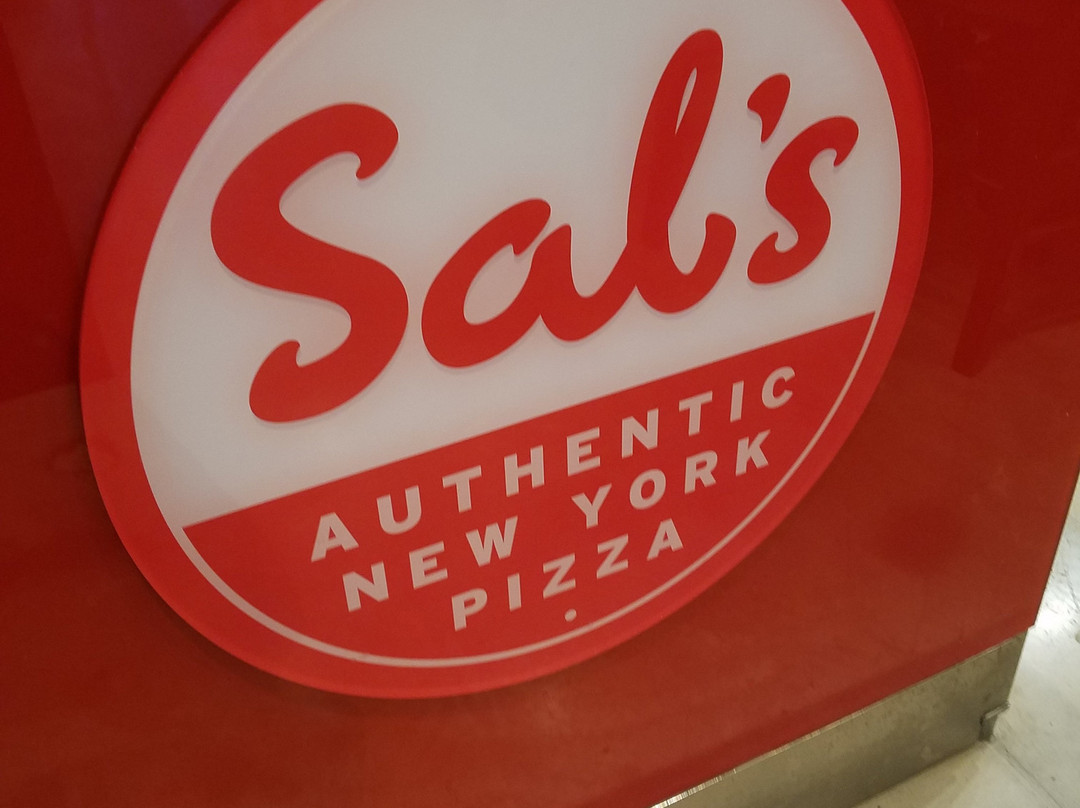 Sal's
AUTHENTIC
NEW YORK
PIZZA